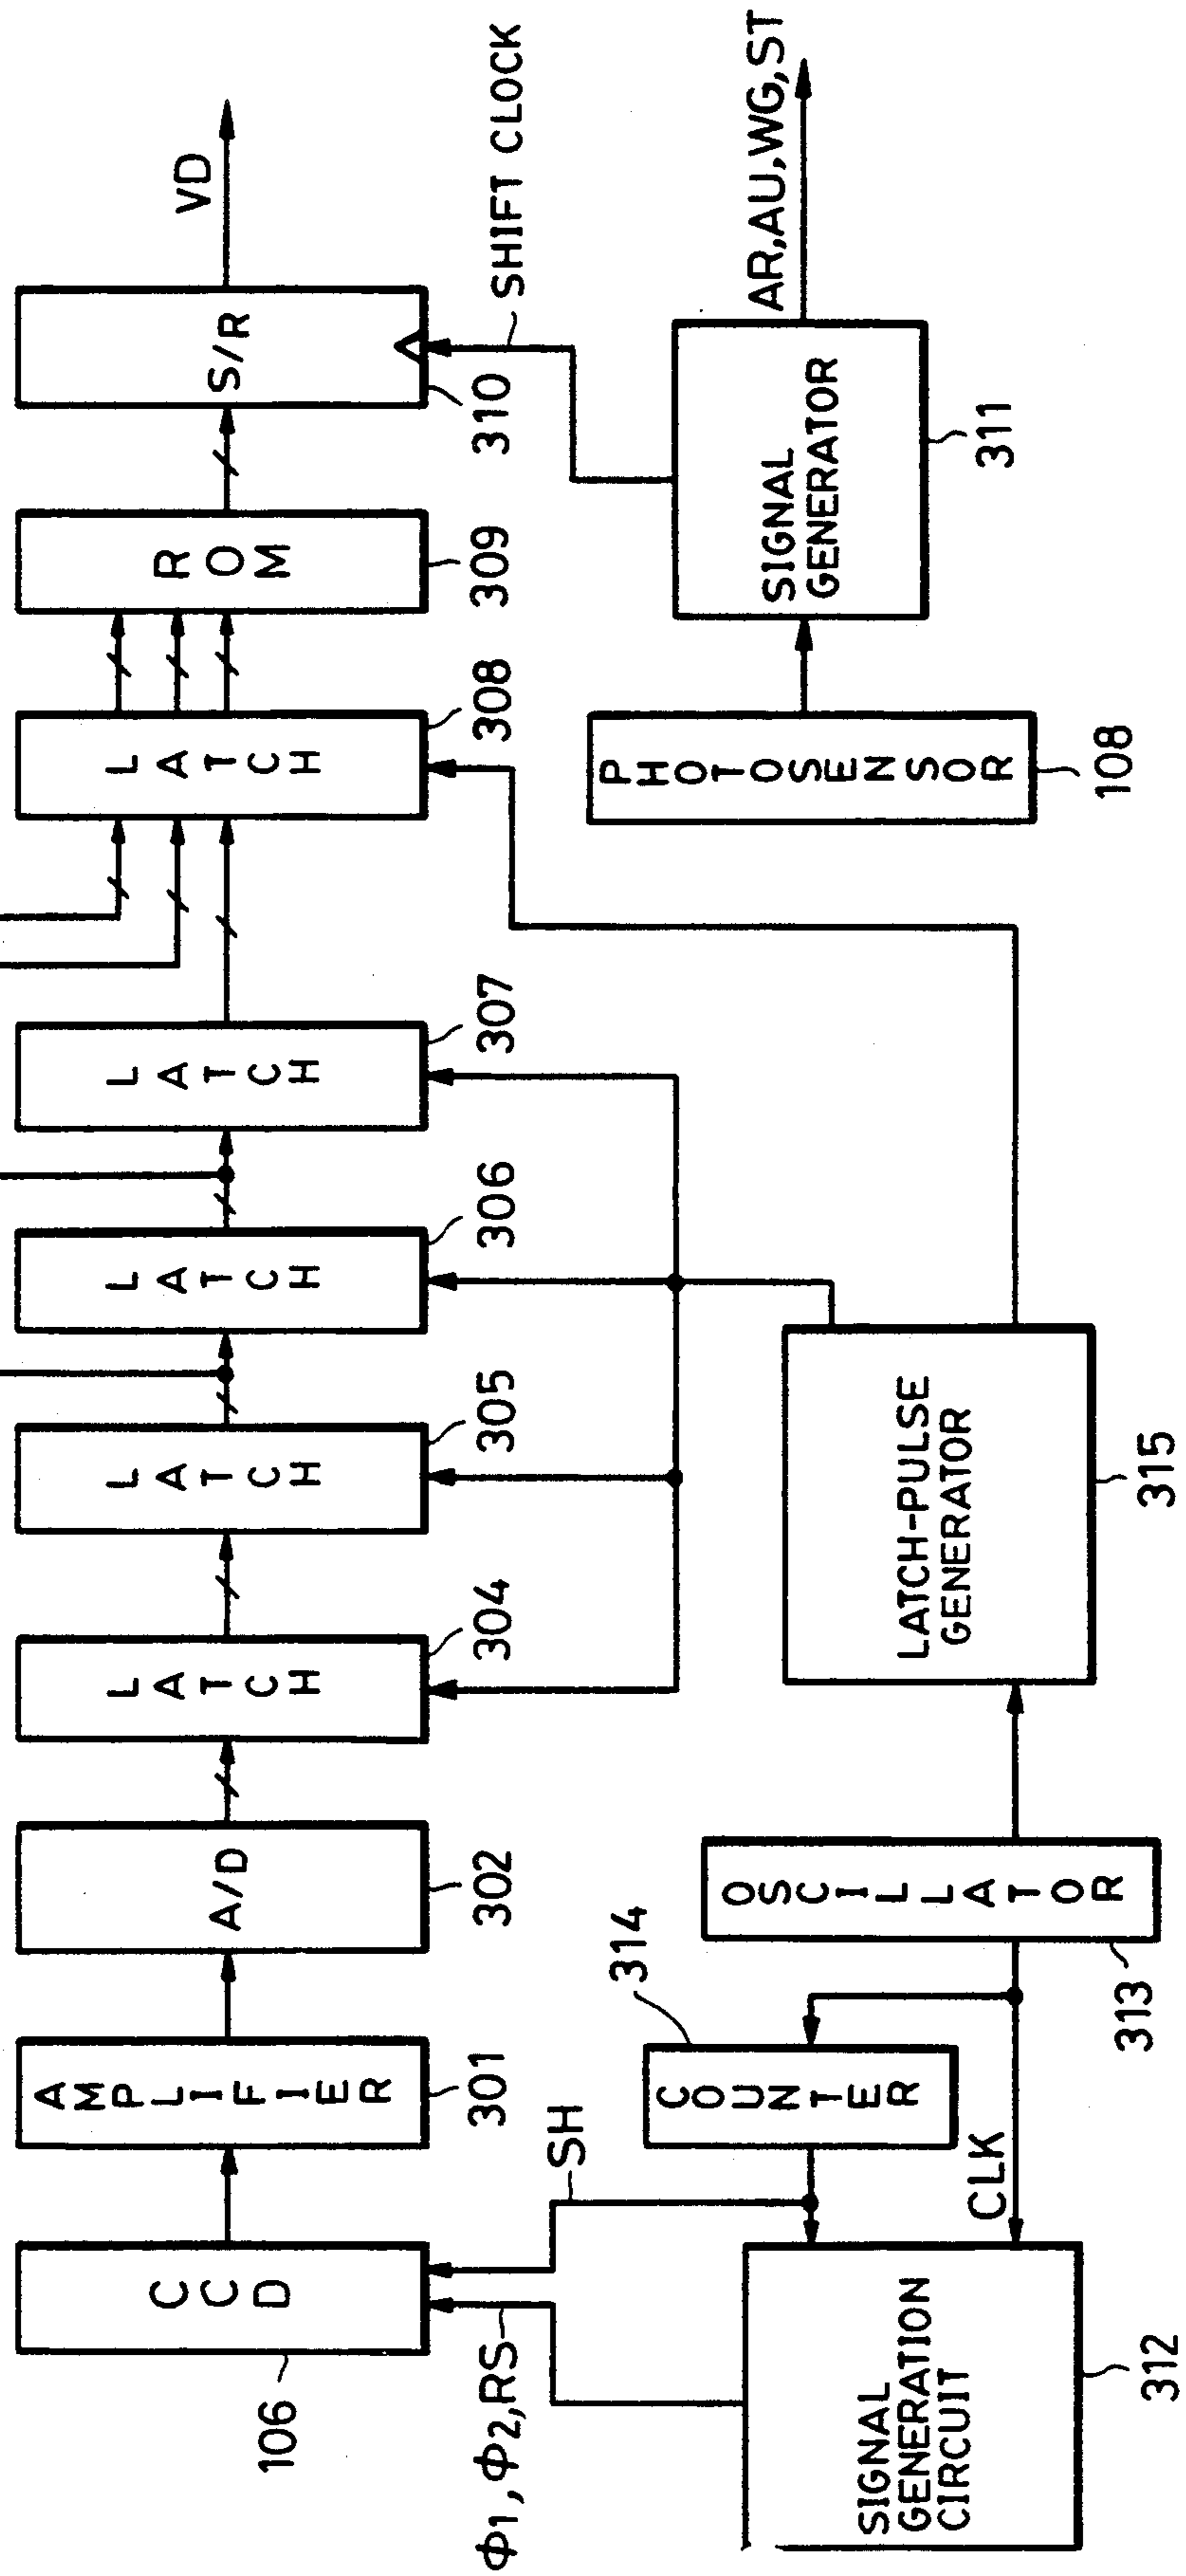 CCD
106
AMPLIFIER
301
A/D
302
LATCH
304
LATCH
305
LATCH
306
LATCH
307
LATCH
308
ROM
309
S/R
310
VD
Φ1, Φ2, RS
SH
SHIFT CLOCK
SIGNAL
GENERATION
CIRCUIT
312
COUNTER
314
CLK
OSCILLATOR
313
LATCH-PULSE
GENERATOR
315
PHOTOSENSOR
108
SIGNAL
GENERATOR
311
AR,AU,WG,ST